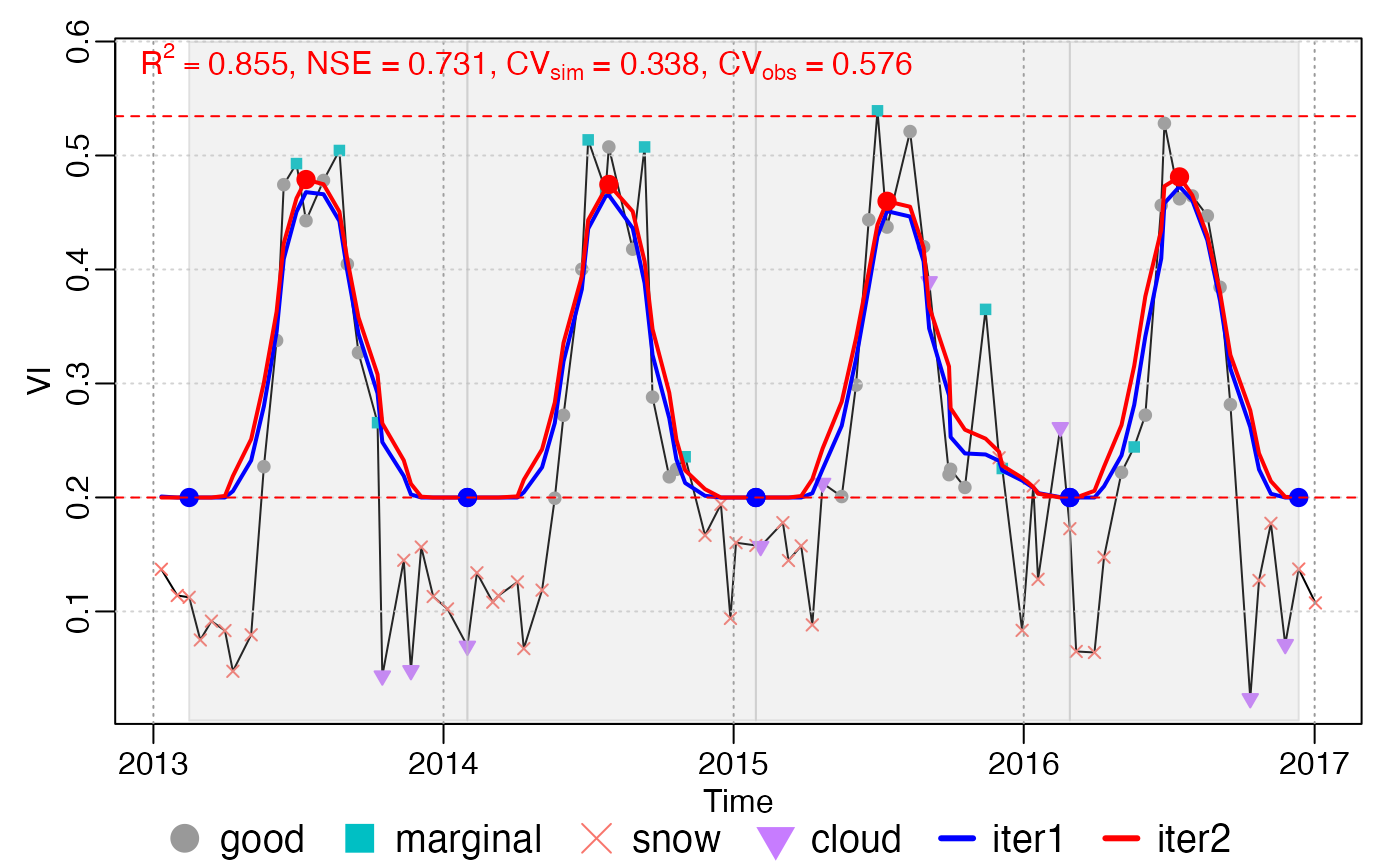 R² = 0.855, NSE = 0.731, CVsim = 0.338, CVobs = 0.576
VI
0.6
0.5
0.4
0.3
0.2
0.1
2013 2014 2015 2016 2017
Time
good marginal snow cloud iter1 iter2